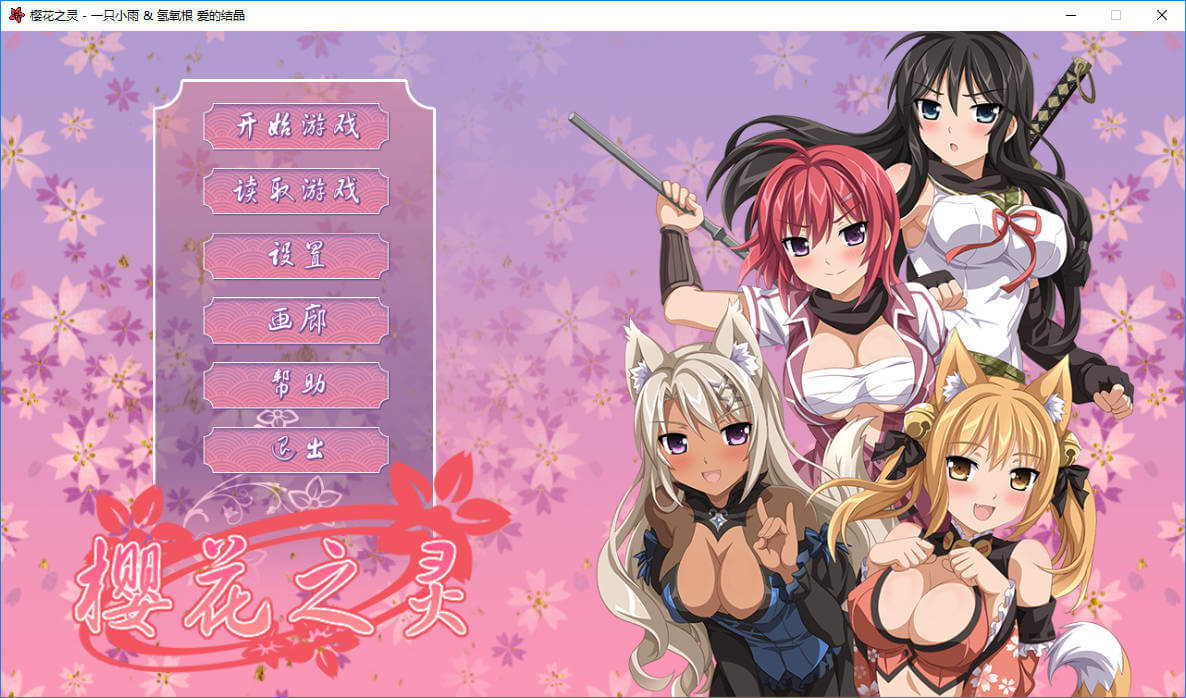 樱花之灵 - 一只小雨 & 氢氧根 爱的结晶
开始游戏
读取游戏
设置
画廊
帮助
退出
樱花之灵